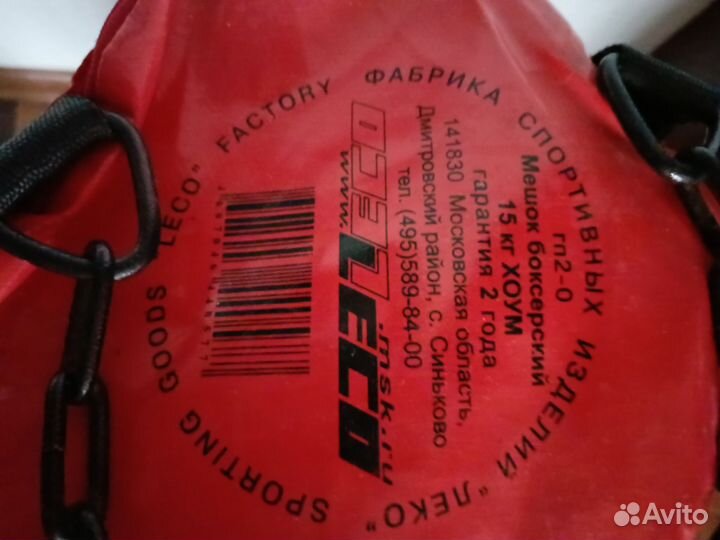 ФАБРИКА СПОРТИВНЫХ ИЗДЕЛИЙ "ЛЕКО"
SPORTING GOODS LECO" FACTORY
гп2-0
Мешок боксерский
15 кг ХОУМ
гарантия 2 года
141830 Московская область,
Дмитровский район, с. Синьково
тел. (495)589-84-00
LECO
www.LECO.msk.ru
Avito